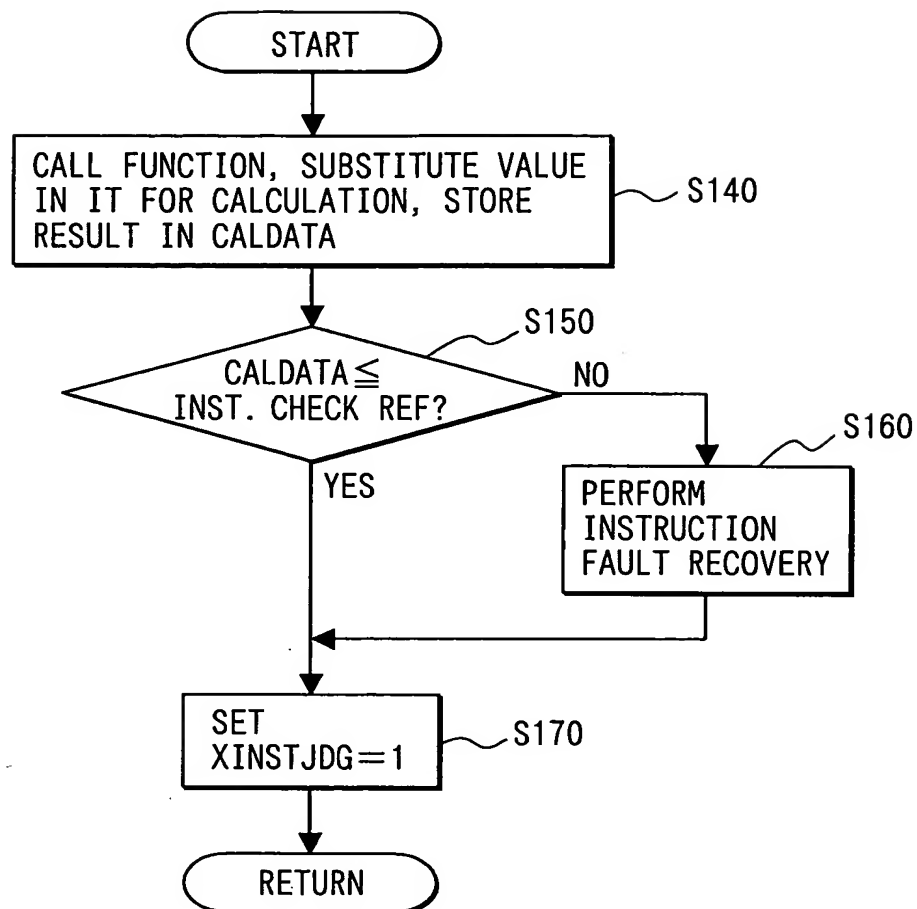 START
CALL FUNCTION, SUBSTITUTE VALUE
IN IT FOR CALCULATION, STORE
RESULT IN CALDATA
S140
S150
CALDATA≦
INST. CHECK REF?
NO
YES
S160
PERFORM
INSTRUCTION
FAULT RECOVERY
SET
XINSTJDG=1
S170
RETURN